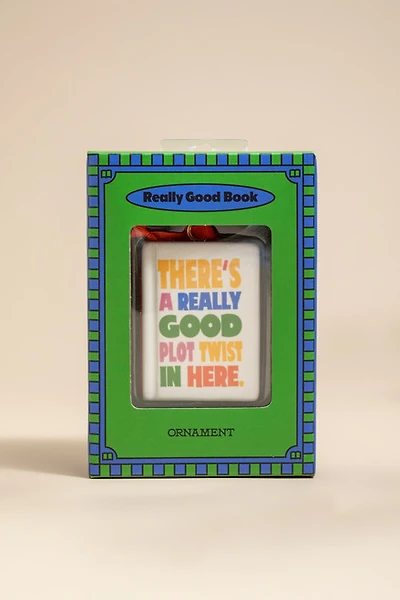 Really Good Book
THERE'S
A REALLY
GOOD
PLOT TWIST
IN HERE.
ORNAMENT